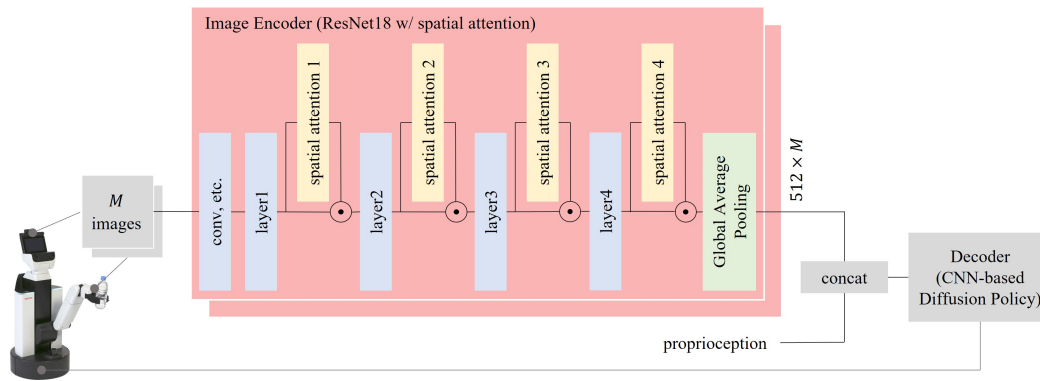 Image Encoder (ResNet18 w/ spatial attention)
M
images
conv, etc.
layer1
spatial attention 1
layer2
spatial attention 2
layer3
spatial attention 3
layer4
spatial attention 4
Global Average
Pooling
512 × M
concat
proprioception
Decoder
(CNN-based
Diffusion Policy)